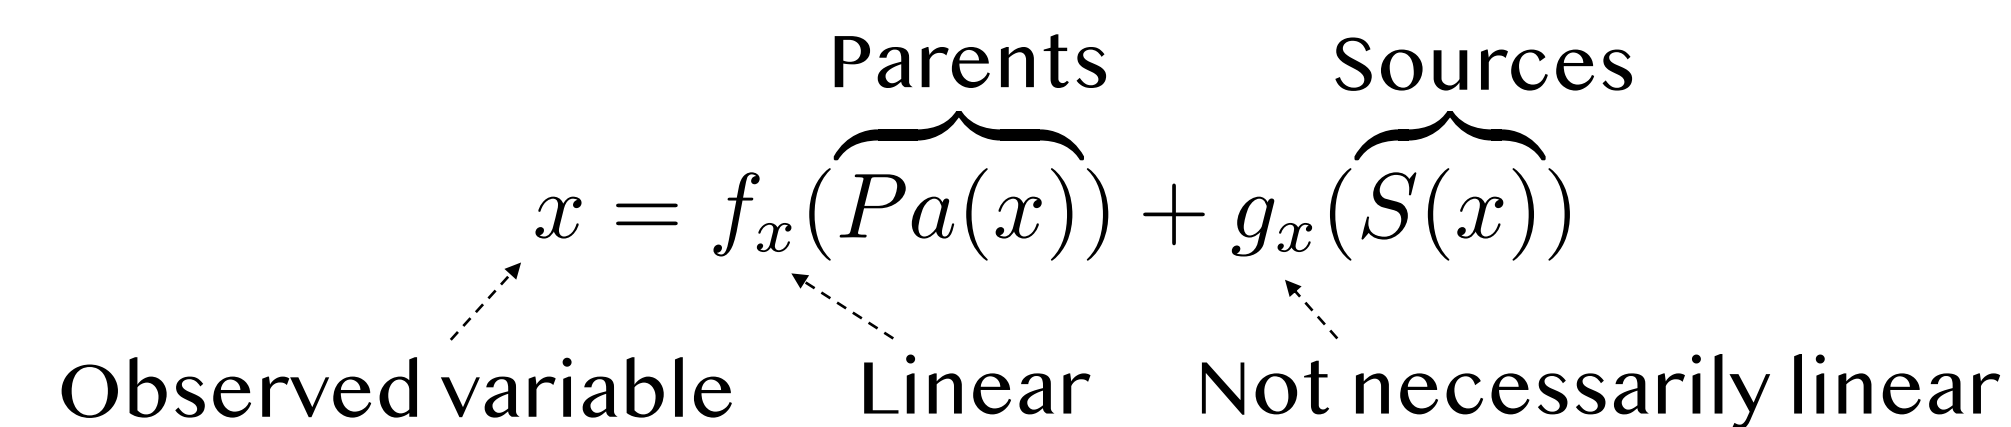 Parents Sources
x = f_x(Pa(x)) + g_x(S(x))
Observed variable Linear Not necessarily linear